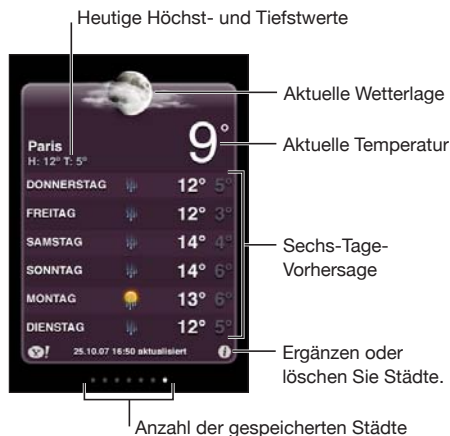 Heutige Höchst- und Tiefstwerte
Aktuelle Wetterlage
9°
Aktuelle Temperatur
Paris
H: 12° T: 5°
DONNERSTAG 12° 5°
FREITAG 12° 3°
SAMSTAG 14° 4°
SONNTAG 14° 6°
MONTAG 13° 6°
DIENSTAG 12° 5°
Sechs-Tage-
Vorhersage
Y! 25.10.07 16:50 aktualisiert i
Ergänzen oder
löschen Sie Städte.
Anzahl der gespeicherten Städte